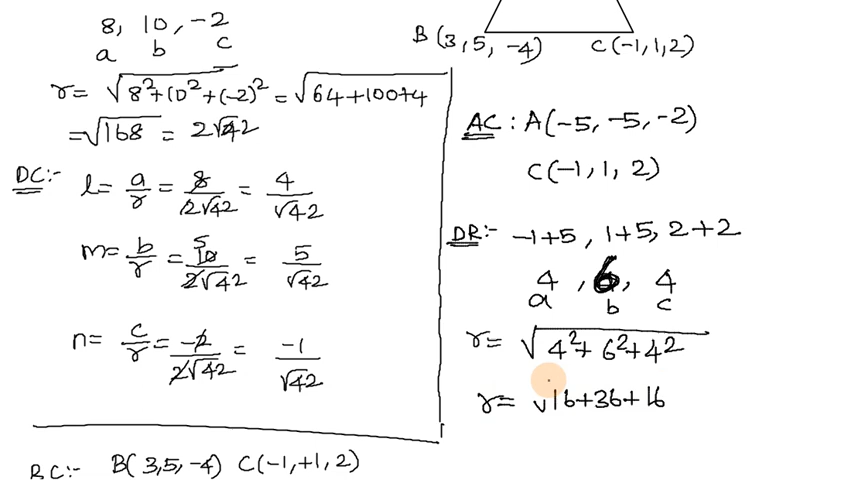 8, 10, -2
a b c
r = √8²+10²+(-2)² = √64+100+4
= √168 = 2√42
DC:- l = a/r = 8/2√42 = 4/√42
m = b/r = 5 10/2√42 = 5/√42
n = c/r = -2/2√42 = -1/√42
BC:- B(3,5,-4) C(-1,+1,2)
B(3,5,-4) C(-1,1,2)
AC: A(-5,-5,-2)
C(-1,1,2)
DR:- -1+5, 1+5, 2+2
4, 6, 4
a b c
r = √4²+6²+4²
r = √16+36+16